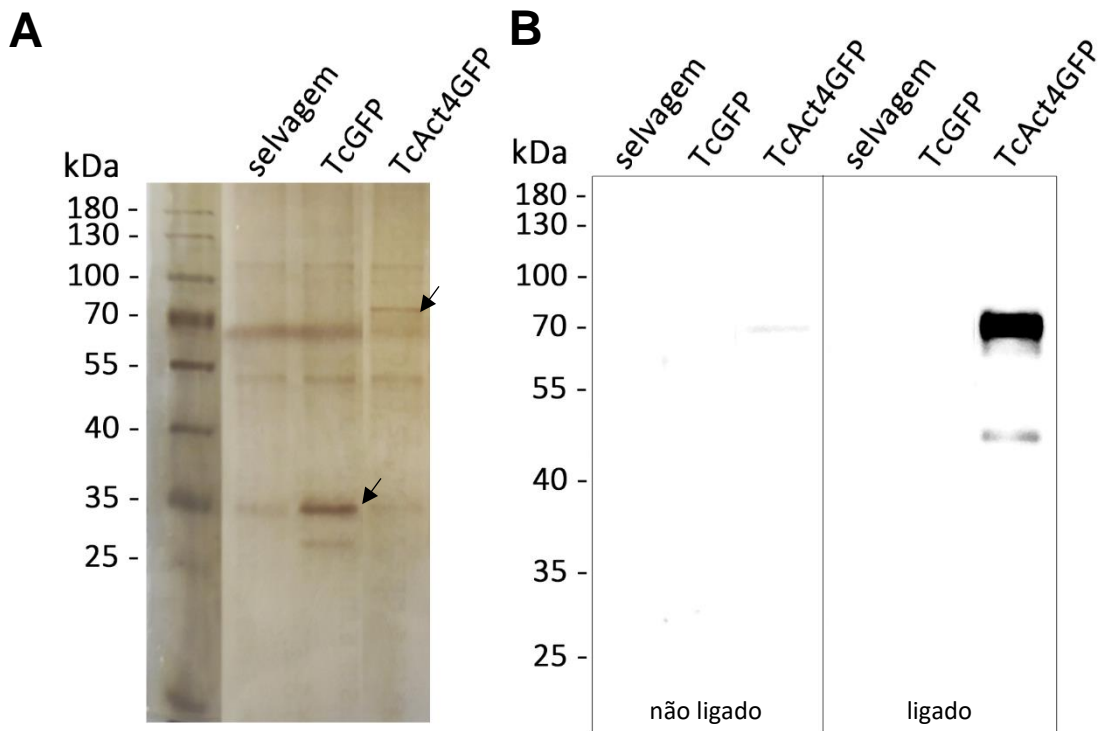 A
selvagem
TcGFP
TcAct4GFP
kDa
180 -
130 -
100 -
70 -
55 -
40 -
35 -
25 -
B
selvagem
TcGFP
TcAct4GFP
selvagem
TcGFP
TcAct4GFP
kDa
180 -
130 -
100 -
70 -
55 -
40 -
35 -
25 -
não ligado
ligado